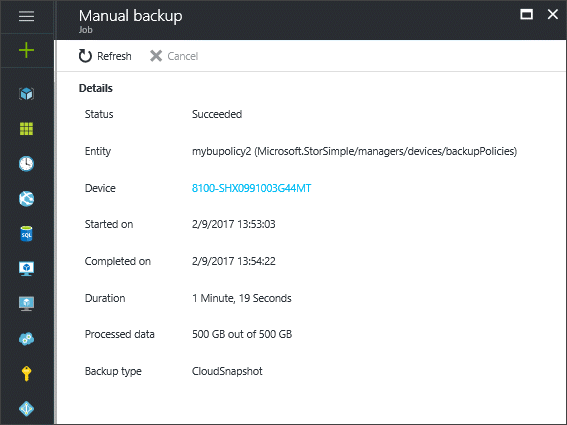 Manual backup
Job
Refresh Cancel
Details
Status Succeeded
Entity mybupolicy2 (Microsoft.StorSimple/managers/devices/backupPolicies)
Device 8100-SHX0991003G44MT
Started on 2/9/2017 13:53:03
Completed on 2/9/2017 13:54:22
Duration 1 Minute, 19 Seconds
Processed data 500 GB out of 500 GB
Backup type CloudSnapshot
SQL